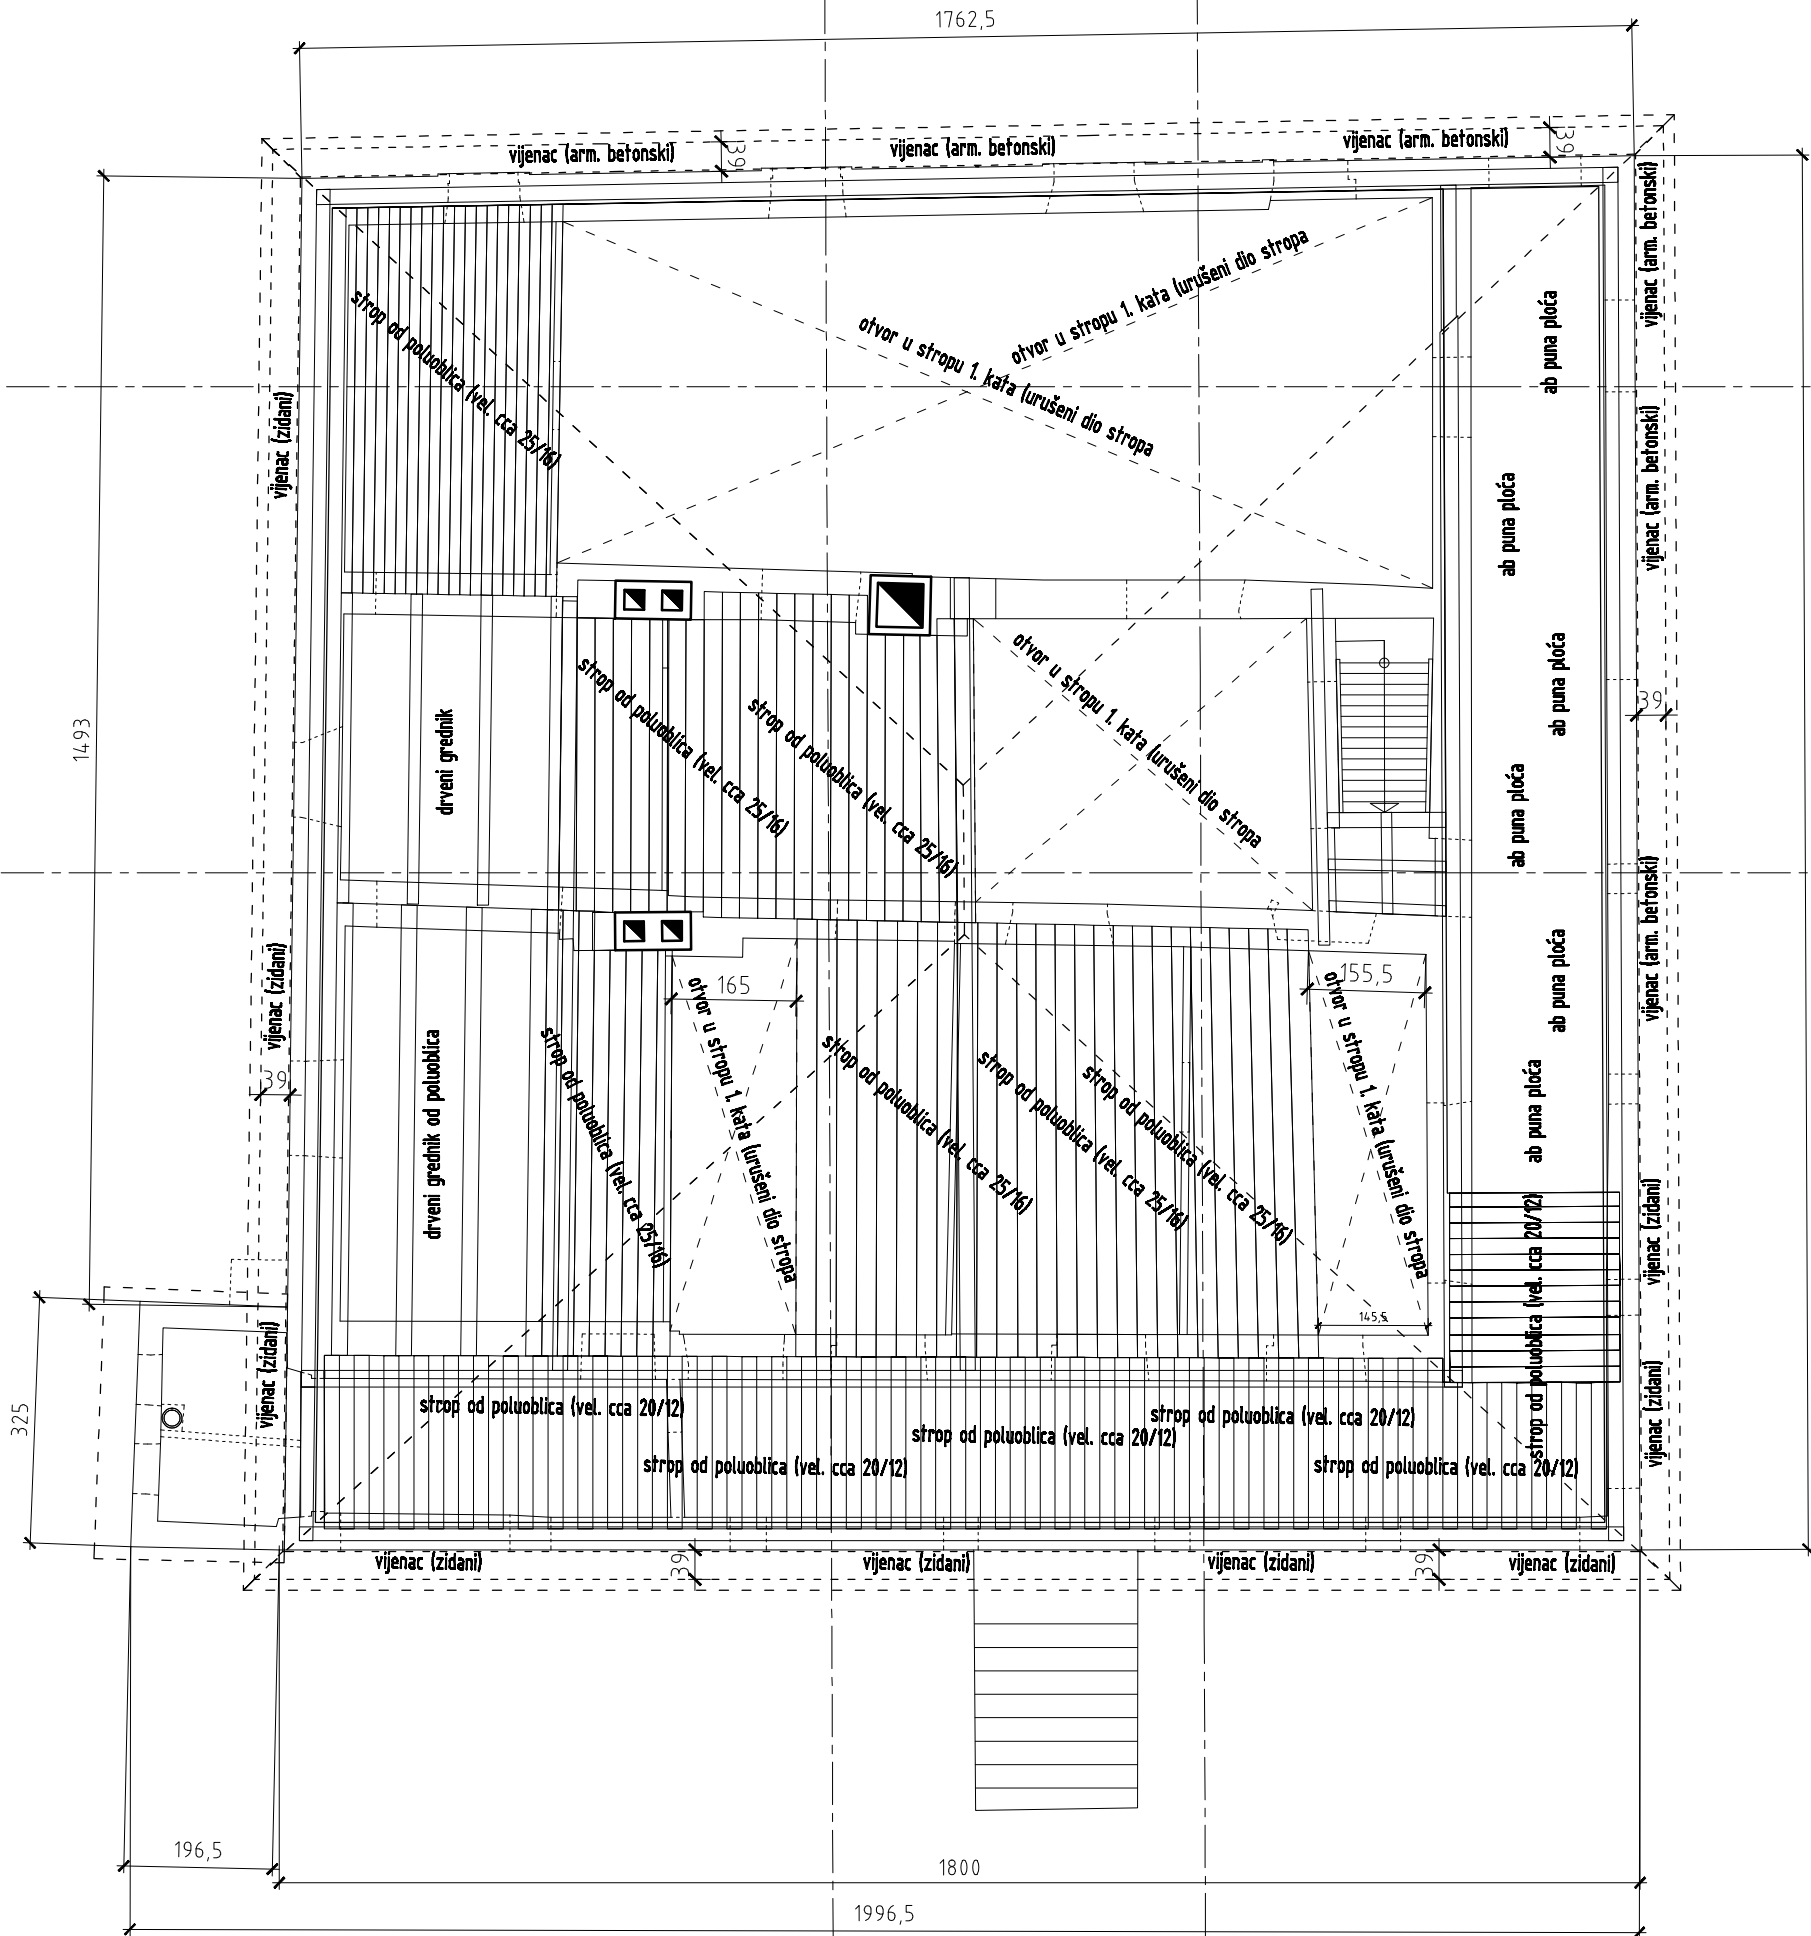 1762,5
vijenac (arm. betonski)
39
vijenac (arm. betonski)
vijenac (arm. betonski)
39
vijenac (arm. betonski)
otvor u stropu 1. kata (urušeni dio stropa
otvor u stropu 1. kata (urušeni dio stropa
strop od poluoblica (vel. cca 25/16)
ab puna ploća
vijenac (zidani)
vijenac (arm. betonski)
ab puna ploća
1493
drveni grednik
strop od poluoblica (vel. cca 25/16)
strop od poluoblica (vel. cca 25/16)
otvor u stropu 1. kata (urušeni dio stropa
ab puna ploća
39
ab puna ploća
vijenac (arm. betonski)
vijenac (zidani)
39
drveni grednik od poluoblica
strop od poluoblica (vel. cca 25/16)
165
otvor u stropu 1. kata (urušeni dio stropa
strop od poluoblica (vel. cca 25/16)
strop od poluoblica (vel. cca 25/16)
strop od poluoblica (vel. cca 25/16)
155,5
otvor u stropu 1. kata (urušeni dio stropa
145,5
ab puna ploća
ab puna ploća
vijenac (zidani)
strop od poluoblica (vel. cca 20/12)
vijenac (zidani)
325
vijenac (zidani)
strop od poluoblica (vel. cca 20/12)
strop od poluoblica (vel. cca 20/12)
strop od poluoblica (vel. cca 20/12)
strop od poluoblica (vel. cca 20/12)
strop od poluoblica (vel. cca 20/12)
vijenac (zidani)
39
vijenac (zidani)
vijenac (zidani)
39
vijenac (zidani)
196,5
1800
1996,5